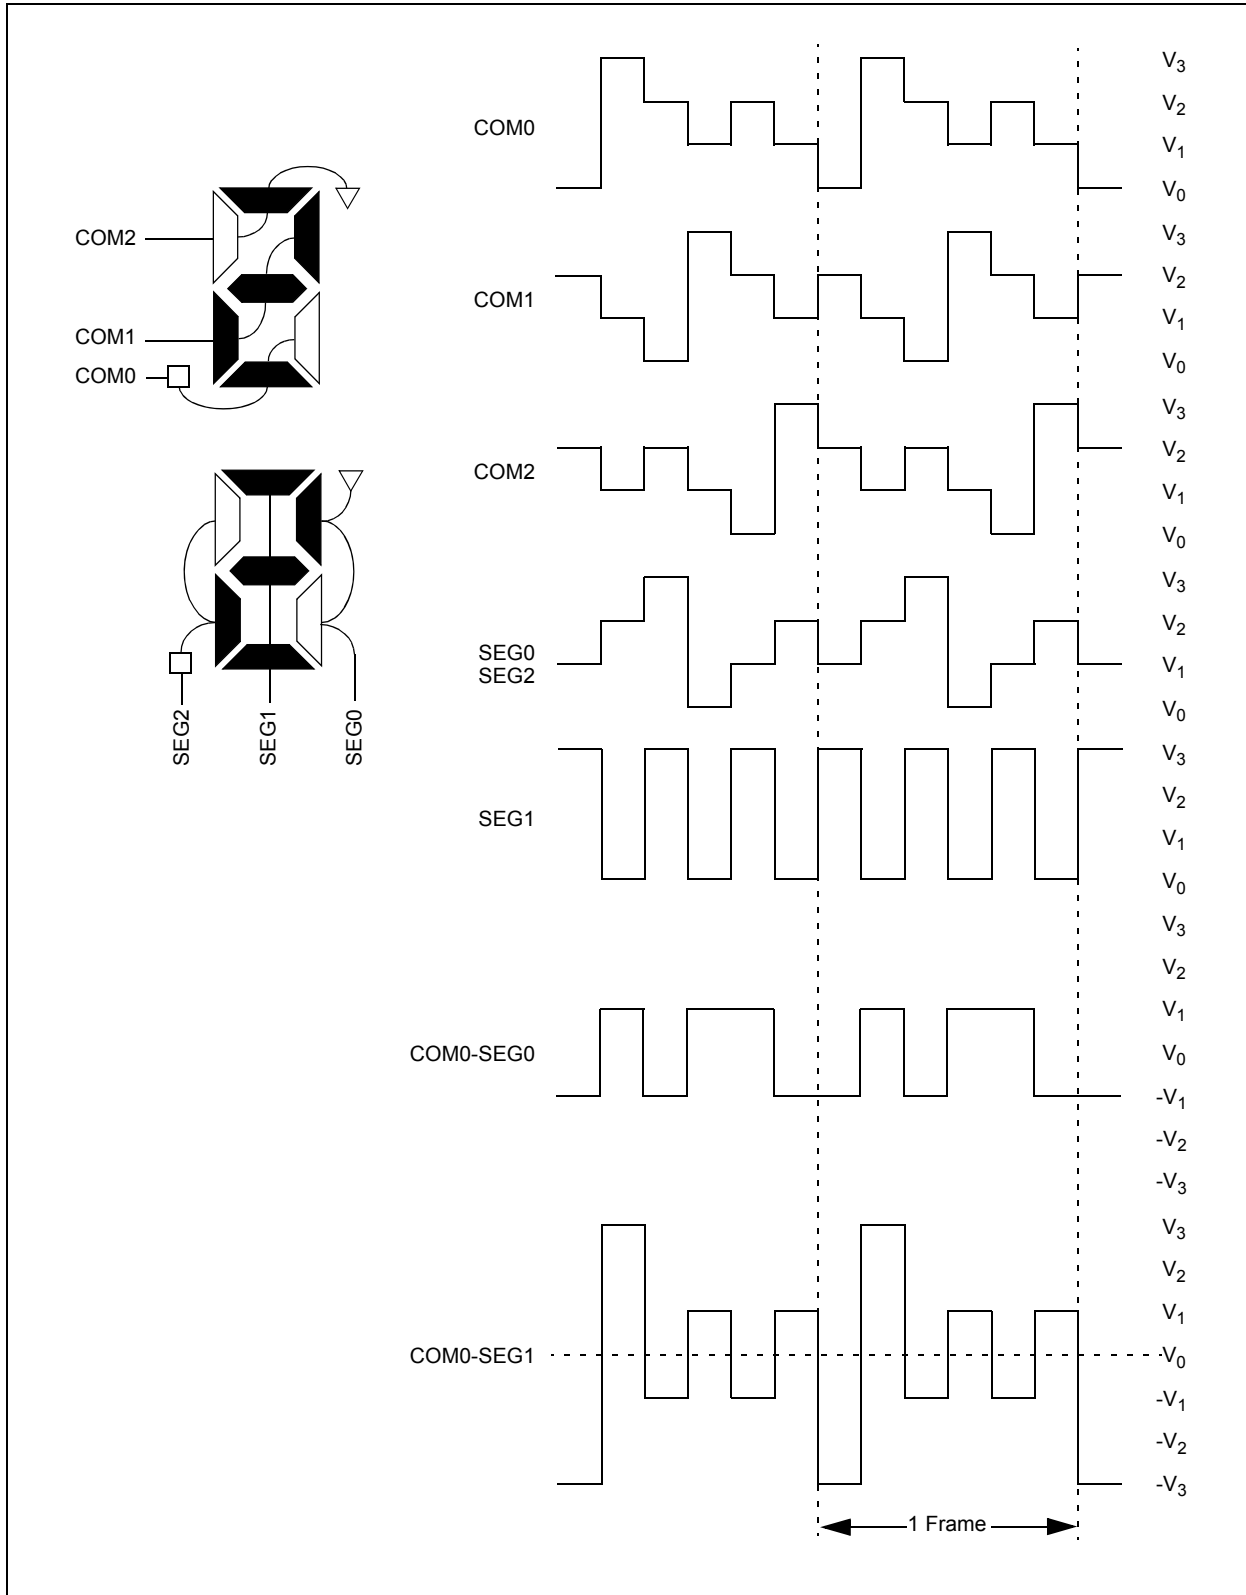 COM2
COM1
COM0
SEG2
SEG1
SEG0
COM0
V3
V2
V1
V0
COM1
V3
V2
V1
V0
COM2
V3
V2
V1
V0
SEG0
SEG2
V3
V2
V1
V0
SEG1
V3
V2
V1
V0
COM0-SEG0
V3
V2
V1
V0
-V1
-V2
-V3
COM0-SEG1
V3
V2
V1
V0
-V1
-V2
-V3
1 Frame